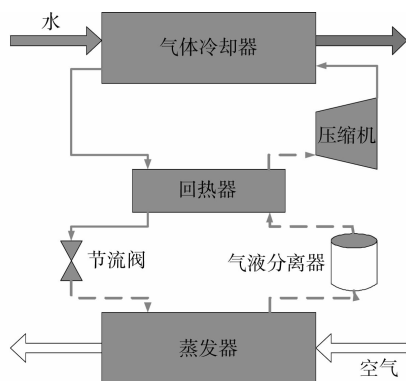 水
气体冷却器
压缩机
回热器
节流阀
气液分离器
蒸发器
空气